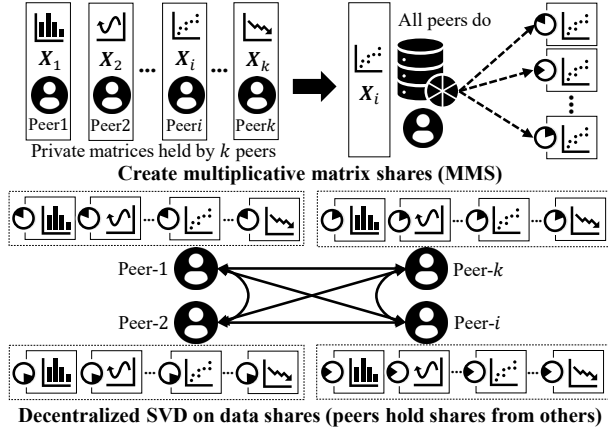 X₁ X₂ ... Xᵢ ... Xₖ
Peer1 Peer2 Peeri Peerk
Private matrices held by k peers
All peers do
Xᵢ
Create multiplicative matrix shares (MMS)
Peer-1 Peer-k
Peer-2 Peer-i
Decentralized SVD on data shares (peers hold shares from others)